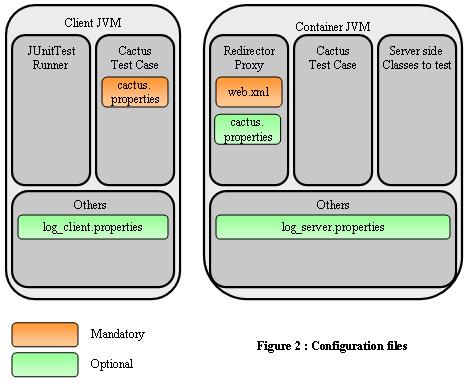 Client JVM
JUnitTest
Runner
Cactus
Test Case
cactus.
properties
Others
log_client.properties
Container JVM
Redirector
Proxy
web.xml
cactus.
properties
Cactus
Test Case
Server side
Classes to test
Others
log_server.properties
Mandatory
Optional
Figure 2 : Configuration files